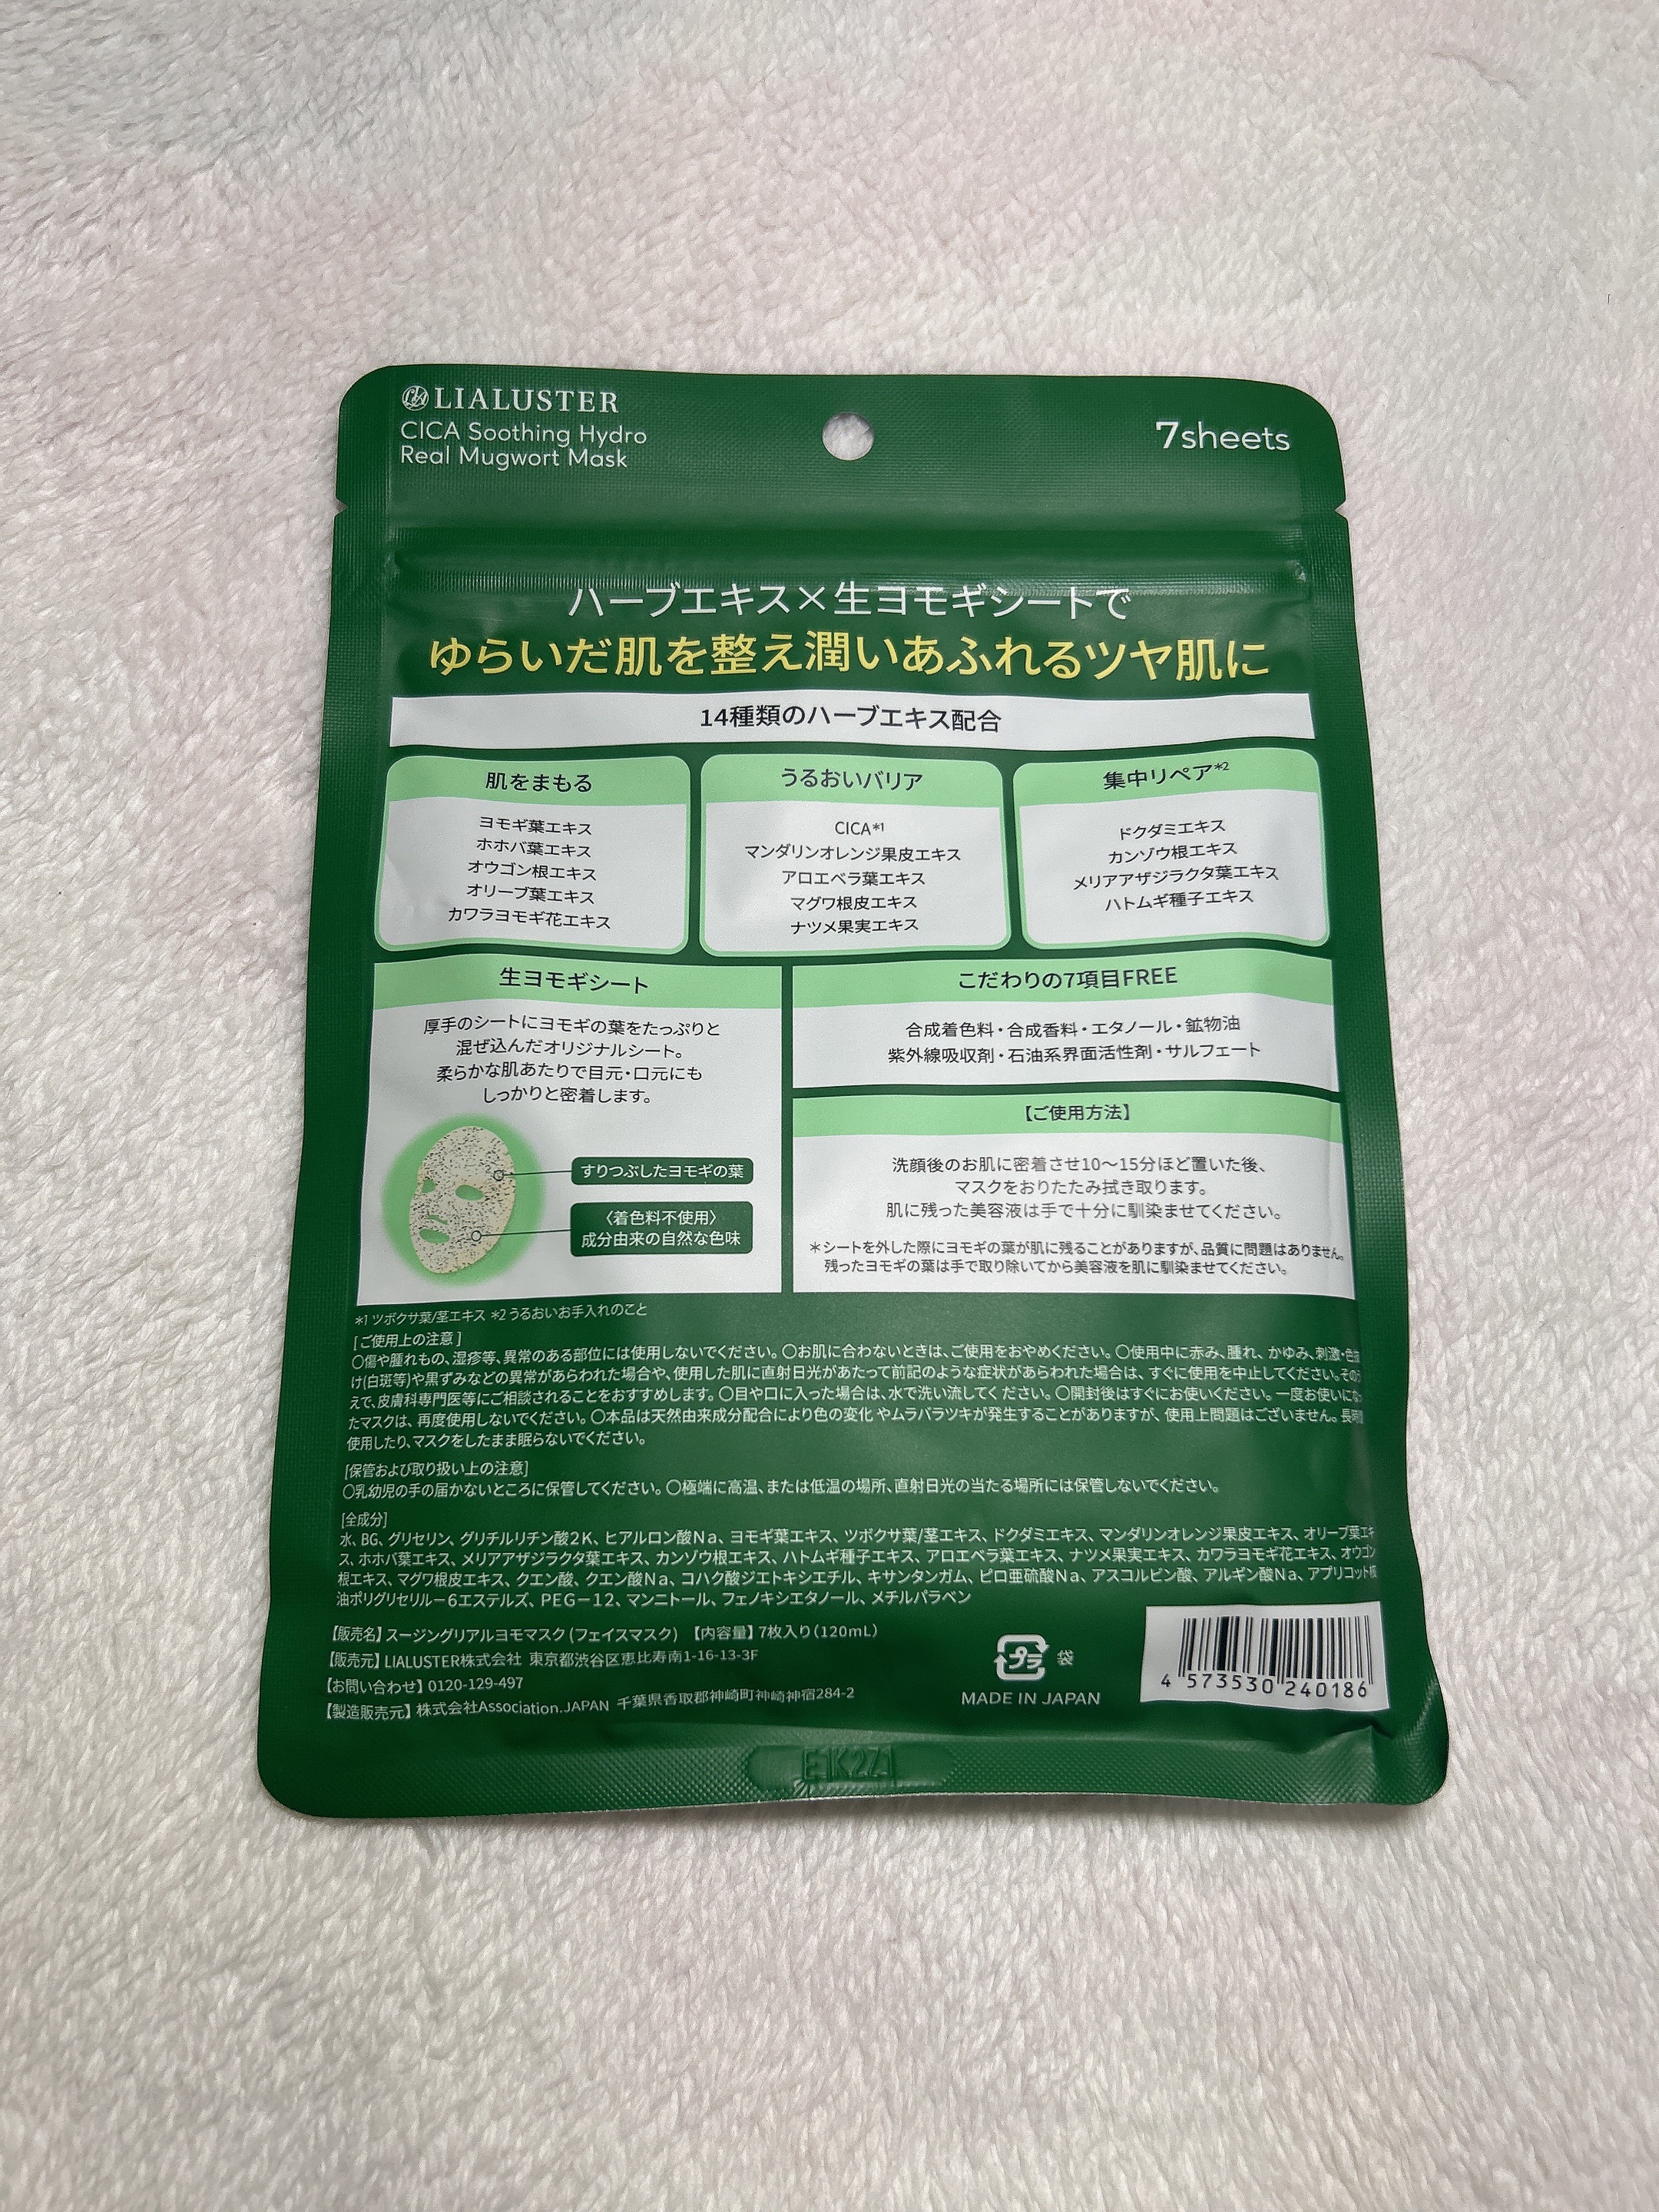 LIALUSTER
CICA Soothing Hydro
Real Mugwort Mask
7sheets
ハーブエキス×生ヨモギシートで
ゆらいだ肌を整え潤いあふれるツヤ肌に
14種類のハーブエキス配合
肌をまもる
ヨモギ葉エキス
ホホバ葉エキス
オウゴン根エキス
オリーブ葉エキス
カワラヨモギ花エキス
うるおいバリア
CICA*1
マンダリンオレンジ果皮エキス
アロエベラ葉エキス
マグワ根皮エキス
ナツメ果実エキス
集中リペア*2
ドクダミエキス
カンゾウ根エキス
メリアアザジラクタ葉エキス
ハトムギ種子エキス
生ヨモギシート
厚手のシートにヨモギの葉をたっぷりと
混ぜ込んだオリジナルシート。
柔らかな肌あたりで目元・口元にも
しっかりと密着します。
すりつぶしたヨモギの葉
〈着色料不使用〉
成分由来の自然な色味
こだわりの7項目FREE
合成着色料・合成香料・エタノール・鉱物油
紫外線吸収剤・石油系界面活性剤・サルフェート
【ご使用方法】
洗顔後のお肌に密着させ10～15分ほど置いた後、
マスクをおりたたみ拭き取ります。
肌に残った美容液は手で十分に馴染ませてください。
＊シートを外した際にヨモギの葉が肌に残ることがありますが、品質に問題はありません。
残ったヨモギの葉は手で取り除いてから美容液を肌に馴染ませてください。
*1 ツボクサ葉/茎エキス *2 うるおいお手入れのこと
[ご使用上の注意]
〇傷や腫れもの、湿疹等、異常のある部位には使用しないでください。〇お肌に合わないときは、ご使用をおやめください。〇使用中に赤み、腫れ、かゆみ、刺激・色抜
け(白斑等)や黒ずみなどの異常があらわれた場合や、使用した肌に直射日光があたって前記のような症状があらわれた場合は、すぐに使用を中止してください。そのう
えで、皮膚科専門医等にご相談されることをおすすめします。〇目や口に入った場合は、水で洗い流してください。〇開封後はすぐにお使いください。一度お使いになっ
たマスクは、再度使用しないでください。〇本品は天然由来成分配合により色の変化やムラバラツキが発生することがありますが、使用上問題はございません。長時間
使用したり、マスクをしたまま眠らないでください。
[保管および取り扱い上の注意]
〇乳幼児の手の届かないところに保管してください。〇極端に高温、または低温の場所、直射日光の当たる場所には保管しないでください。
[全成分]
水、BG、グリセリン、グリチルリチン酸2K、ヒアルロン酸Na、ヨモギ葉エキス、ツボクサ葉/茎エキス、ドクダミエキス、マンダリンオレンジ果皮エキス、オリーブ葉エキ
ス、ホホバ葉エキス、メリアアザジラクタ葉エキス、カンゾウ根エキス、ハトムギ種子エキス、アロエベラ葉エキス、ナツメ果実エキス、カワラヨモギ花エキス、オウゴン
根エキス、マグワ根皮エキス、クエン酸、クエン酸Na、コハク酸ジエトキシエチル、キサンタンガム、ピロ亜硫酸Na、アスコルビン酸、アルギン酸Na、アプリコット核
油ポリグリセリル－6エステルズ、PEG－12、マンニトール、フェノキシエタノール、メチルパラベン
【販売名】スージングリアルヨモマスク(フェイスマスク) 【内容量】7枚入り(120mL)
【販売元】LIALUSTER株式会社 東京都渋谷区恵比寿南1-16-13-3F
【お問い合わせ】0120-129-497
【製造販売元】株式会社Association.JAPAN 千葉県香取郡神崎町神崎神宿284-2
プラ 袋
MADE IN JAPAN
4 573530 240186
E1K2Z1